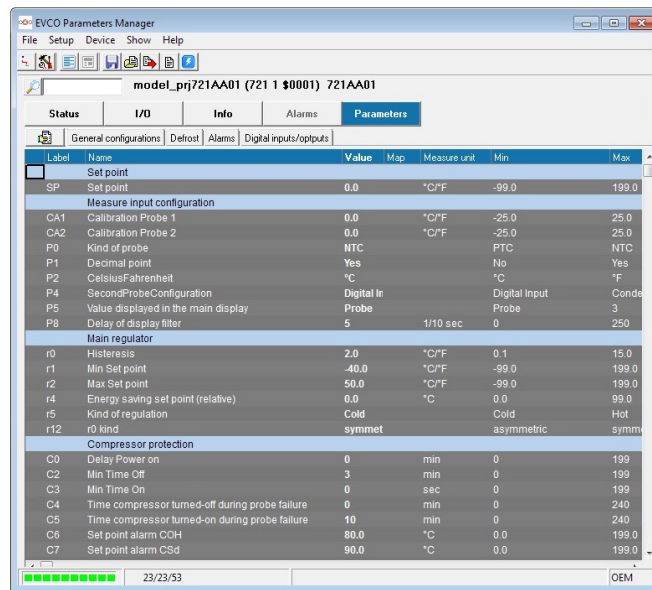 EVCO Parameters Manager
File Setup Device Show Help
model_prj721AA01 (721 1 $0001) 721AA01
Status I/O Info Alarms Parameters
General configurations Defrost Alarms Digital inputs/optputs
Label Name Value Map Measure unit Min Max
Set point
SP Set point 0.0 °C/°F -99.0 199.0
Measure input configuration
CA1 Calibration Probe 1 0.0 °C/°F -25.0 25.0
CA2 Calibration Probe 2 0.0 °C/°F -25.0 25.0
P0 Kind of probe NTC PTC NTC
P1 Decimal point Yes No Yes
P2 CelsiusFahrenheit °C °C °F
P4 SecondProbeConfiguration Digital In Digital Input Conde
P5 Value displayed in the main display Probe Probe 3
P8 Delay of display filter 5 1/10 sec 0 250
Main regulator
r0 Histeresis 2.0 °C/°F 0.1 15.0
r1 Min Set point -40.0 °C/°F -99.0 199.0
r2 Max Set point 50.0 °C/°F -99.0 199.0
r4 Energy saving set point (relative) 0.0 °C 0.0 99.0
r5 Kind of regulation Cold Cold Hot
r12 r0 kind symmet asymmetric symme
Compressor protection
C0 Delay Power on 0 min 0 199
C2 Min Time Off 3 min 0 199
C3 Min Time On 0 sec 0 199
C4 Time compressor turned-off during probe failure 0 min 0 240
C5 Time compressor turned-on during probe failure 10 min 0 240
C6 Set point alarm COH 80.0 °C 0.0 199.0
C7 Set point alarm CSd 90.0 °C 0.0 199.0
23/23/53 OEM